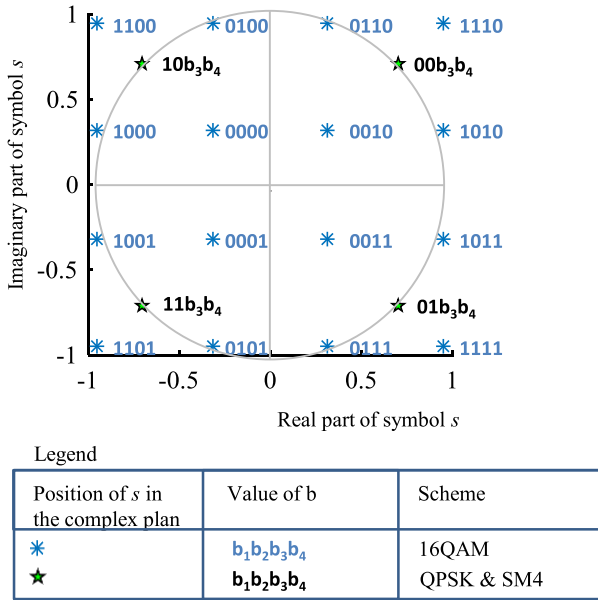 Imaginary part of symbol s
1
0.5
0
-0.5
-1
1100 0100 0110 1110
10b₃b₄ 00b₃b₄
1000 0000 0010 1010
1001 0001 0011 1011
11b₃b₄ 01b₃b₄
1101 0101 0111 1111
-1 -0.5 0 0.5 1
Real part of symbol s
Legend
Position of s in the complex plan
Value of b
Scheme
b₁b₂b₃b₄ 16QAM
b₁b₂b₃b₄ QPSK & SM4